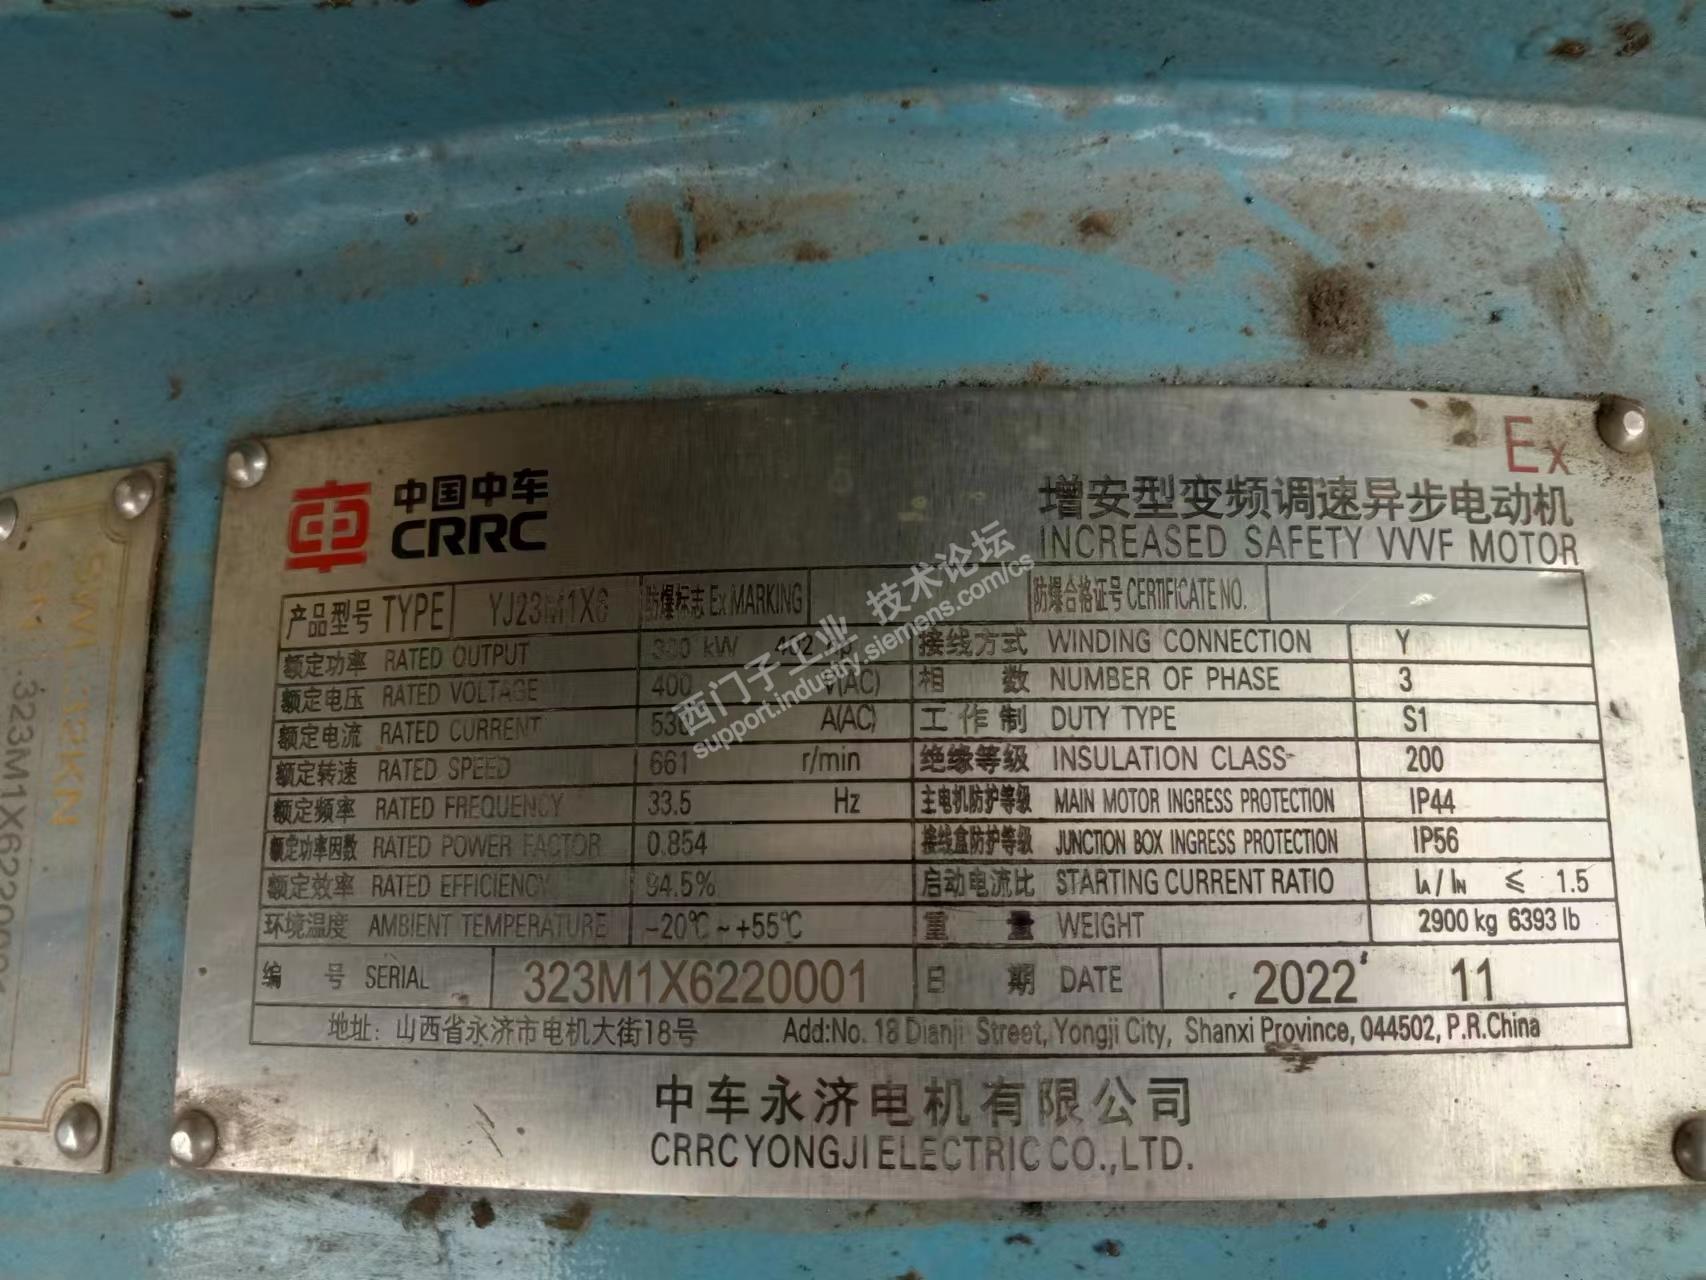 Ex
中国中车
CRRC
增安型变频调速异步电动机
INCREASED SAFETY VVVF MOTOR
产品型号 TYPE YJ23M1X6 防爆标志 Ex MARKING 防爆合格证号 CERTIFICATE NO.
额定功率 RATED OUTPUT 300 kW 402 接线方式 WINDING CONNECTION Y
额定电压 RATED VOLTAGE 400 V(AC) 相 数 NUMBER OF PHASE 3
额定电流 RATED CURRENT A(AC) 工 作 制 DUTY TYPE S1
额定转速 RATED SPEED 661 r/min 绝缘等级 INSULATION CLASS 200
额定频率 RATED FREQUENCY 33.5 Hz 主电机防护等级 MAIN MOTOR INGRESS PROTECTION IP44
额定功率因数 RATED POWER FACTOR 0.854 接线盒防护等级 JUNCTION BOX INGRESS PROTECTION IP56
额定效率 RATED EFFICIENCY 94.5% 启动电流比 STARTING CURRENT RATIO IA / IN ≤ 1.5
环境温度 AMBIENT TEMPERATURE -20℃~+55℃ 重 量 WEIGHT 2900 kg 6393 lb
编 号 SERIAL 323M1X6220001 日 期 DATE 2022 11
地址: 山西省永济市电机大街18号 Add:No. 18 Dianji Street, Yongji City, Shanxi Province, 044502, P.R.China
中车永济电机有限公司
CRRC YONGJI ELECTRIC CO., LTD.
西门子工业 技术论坛
support.industry.siemens.com/cs